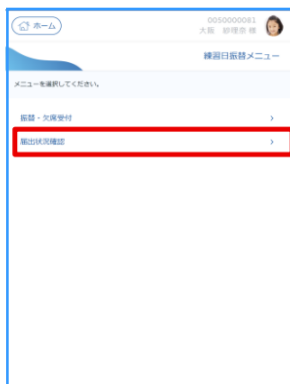 ホーム
0050000081
大阪 紗理奈 様
練習日振替メニュー
メニューを選択してください。
振替・欠席受付
届出状況確認